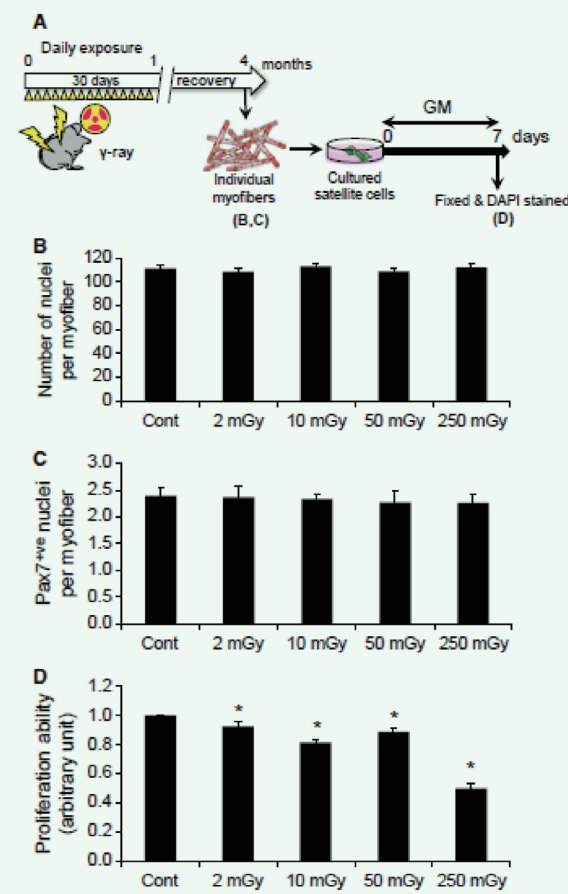 A
Daily exposure
0 1 4 months
30 days recovery
γ-ray
Individual
myofibers
(B,C)
Cultured
satellite cells
GM
0 7 days
Fixed & DAPI stained
(D)
B
Number of nuclei
per myofiber
120
100
80
60
40
20
0
Cont 2 mGy 10 mGy 50 mGy 250 mGy
C
Pax7+ve nuclei
per myofiber
3.0
2.5
2.0
1.5
1.0
0.5
0.0
Cont 2 mGy 10 mGy 50 mGy 250 mGy
D
Proliferation ability
(arbitrary unit)
1.2
1.0
0.8
0.6
0.4
0.2
0.0
* * * *
Cont 2 mGy 10 mGy 50 mGy 250 mGy